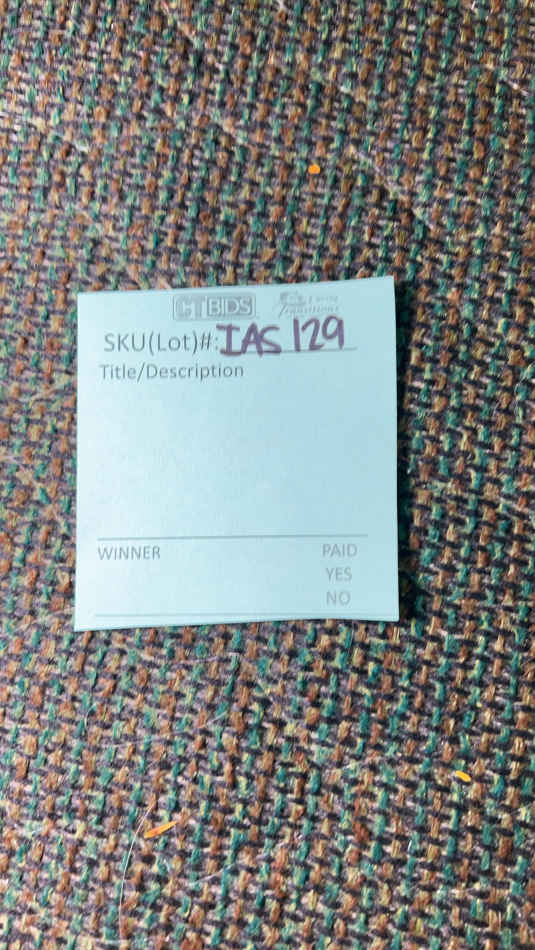 CT BIDS Caring Transitions
SKU(Lot)#: IAS 129
Title/Description
WINNER PAID
YES
NO